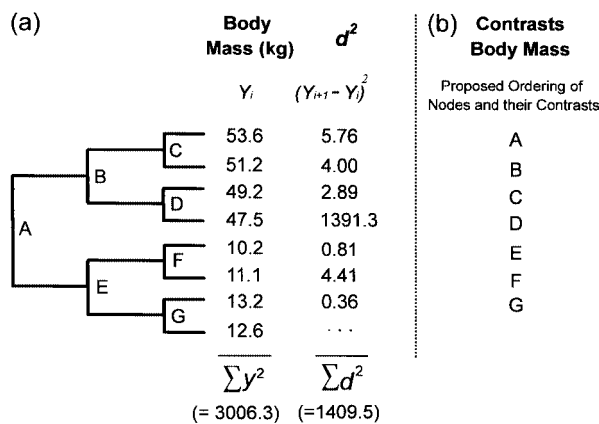 (a)
Body Mass (kg)
d²
Yᵢ
(Yᵢ₊₁ − Yᵢ)²
53.6 5.76
51.2 4.00
49.2 2.89
47.5 1391.3
10.2 0.81
11.1 4.41
13.2 0.36
12.6 . . .
C
B
D
A
F
E
G
∑y² ∑d²
(= 3006.3) (=1409.5)
(b)
Contrasts
Body Mass
Proposed Ordering of
Nodes and their Contrasts
A
B
C
D
E
F
G